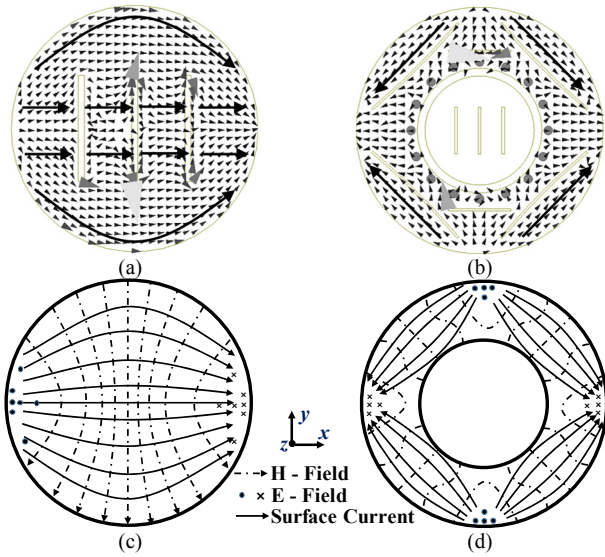 (a)
(b)
y
z
x
H - Field
E - Field
Surface Current
(c)
(d)